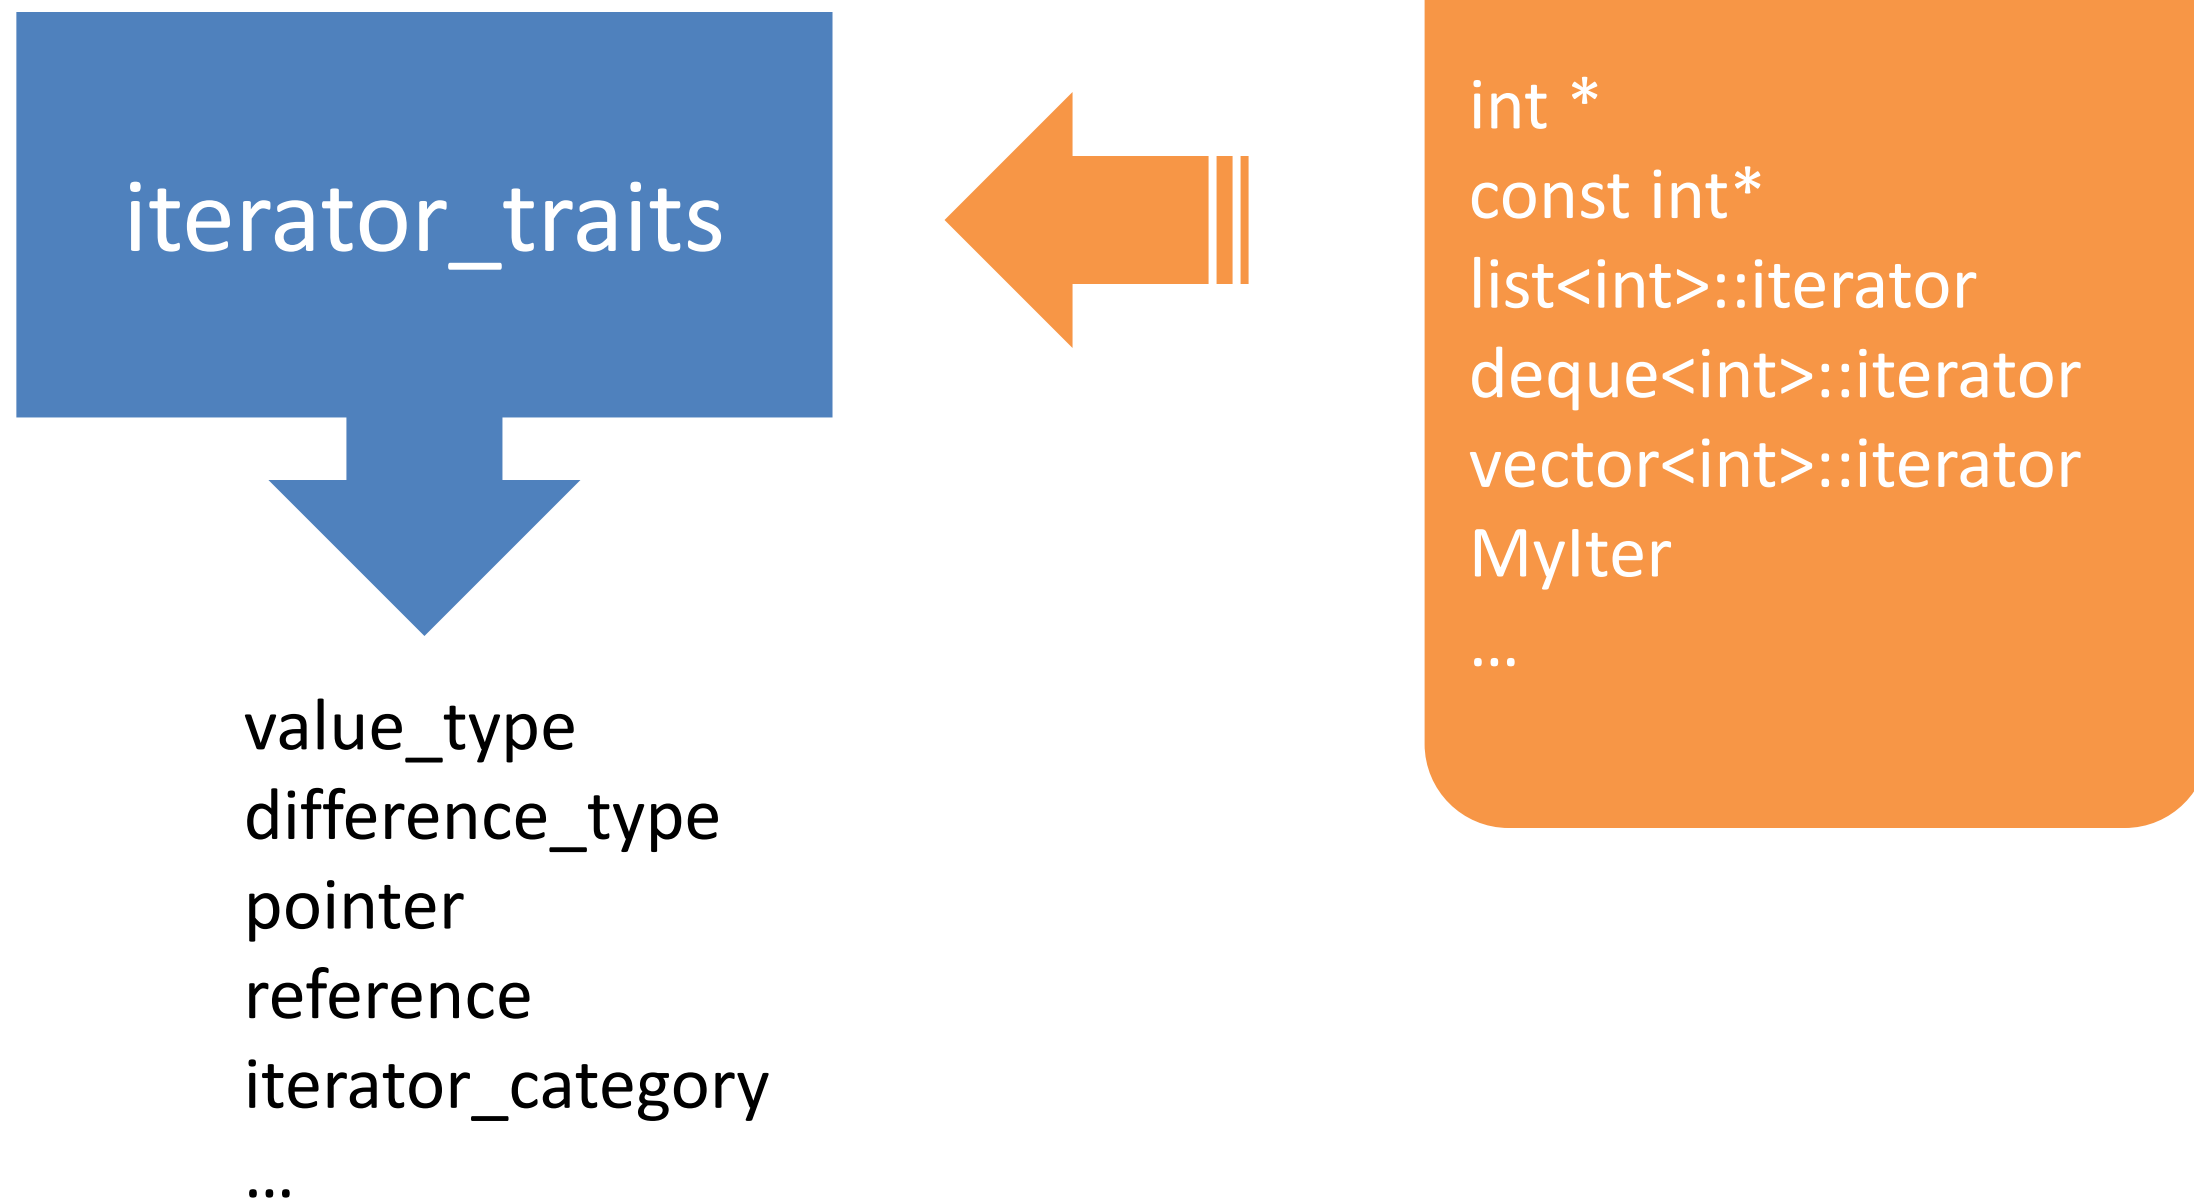 iterator_traits
int *
const int*
list<int>::iterator
deque<int>::iterator
vector<int>::iterator
MyIter
…
value_type
difference_type
pointer
reference
iterator_category
…